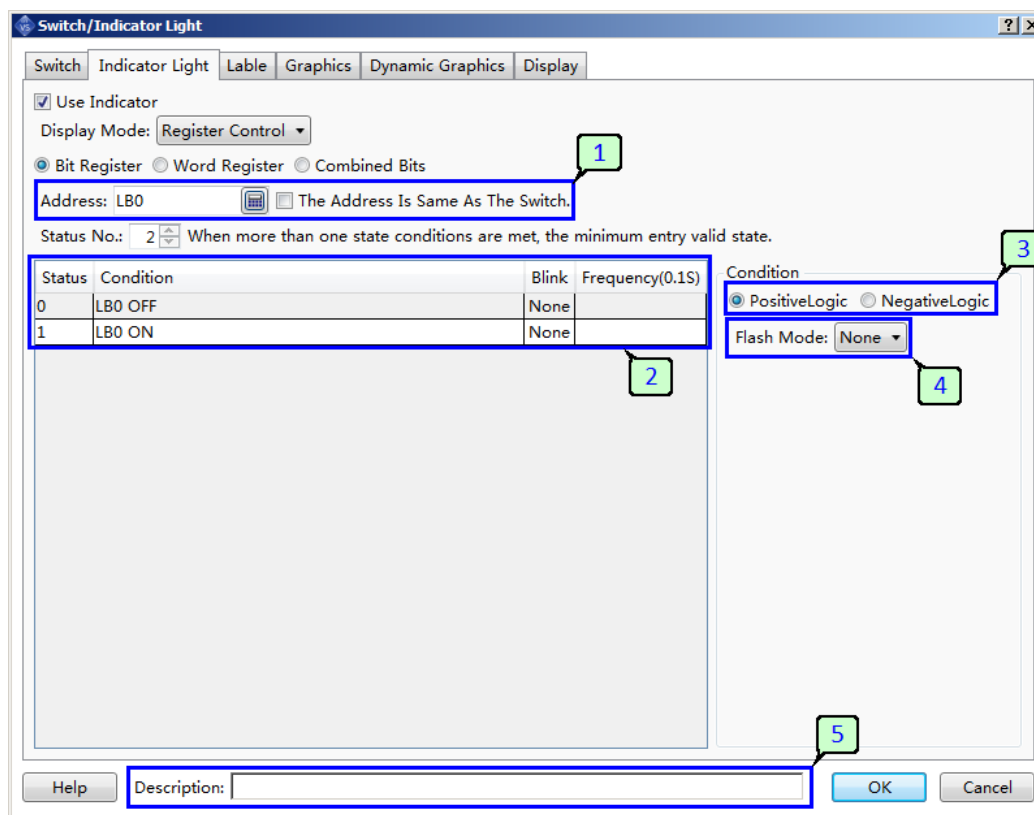 Switch/Indicator Light
Switch Indicator Light Lable Graphics Dynamic Graphics Display
Use Indicator
Display Mode: Register Control
1
Bit Register Word Register Combined Bits
Address: LB0 The Address Is Same As The Switch.
Status No.: 2 When more than one state conditions are met, the minimum entry valid state.
3
Status Condition Blink Frequency(0.1S)
Condition
0 LB0 OFF None
PositiveLogic NegativeLogic
1 LB0 ON None
Flash Mode: None
2
4
5
Help Description: OK Cancel